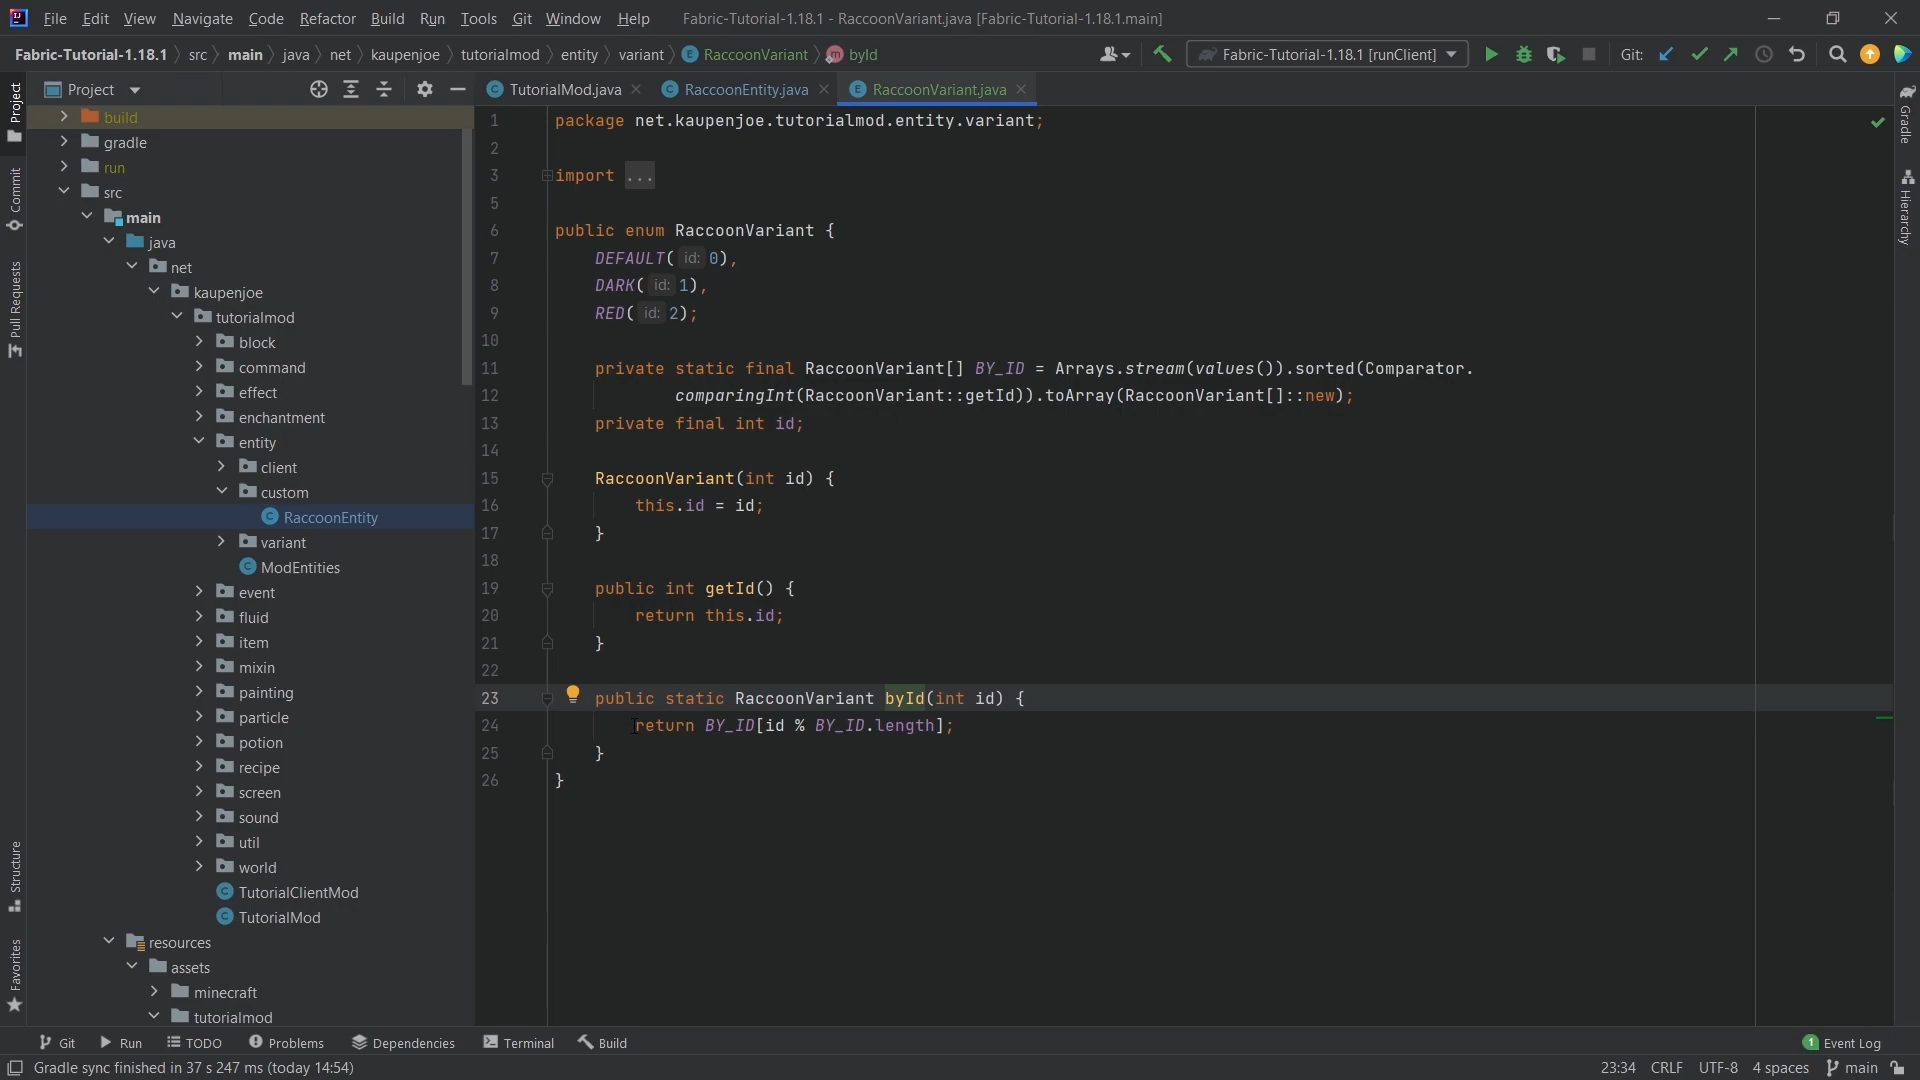 File Edit View Navigate Code Refactor Build Run Tools Git Window Help Fabric-Tutorial-1.18.1 - RaccoonVariant.java [Fabric-Tutorial-1.18.1.main]
Fabric-Tutorial-1.18.1 src main java net kaupenjoe tutorialmod entity variant RaccoonVariant byId Fabric-Tutorial-1.18.1 [runClient] Git:
Project
Commit
Pull Requests
Structure
Favorites
Project
build
gradle
run
src
main
java
net
kaupenjoe
tutorialmod
block
command
effect
enchantment
entity
client
custom
RaccoonEntity
variant
ModEntities
event
fluid
item
mixin
painting
particle
potion
recipe
screen
sound
util
world
TutorialClientMod
TutorialMod
resources
assets
minecraft
tutorialmod
TutorialMod.java RaccoonEntity.java RaccoonVariant.java
1 package net.kaupenjoe.tutorialmod.entity.variant;
2
3 import ...
5
6 public enum RaccoonVariant {
7 DEFAULT( id: 0),
8 DARK( id: 1),
9 RED( id: 2);
10
11 private static final RaccoonVariant[] BY_ID = Arrays.stream(values()).sorted(Comparator.
12 comparingInt(RaccoonVariant::getId)).toArray(RaccoonVariant[]::new);
13 private final int id;
14
15 RaccoonVariant(int id) {
16 this.id = id;
17 }
18
19 public int getId() {
20 return this.id;
21 }
22
23 public static RaccoonVariant byId(int id) {
24 return BY_ID[id % BY_ID.length];
25 }
26 }
Gradle
Hierarchy
Git Run TODO Problems Dependencies Terminal Build 1 Event Log
Gradle sync finished in 37 s 247 ms (today 14:54) 23:34 CRLF UTF-8 4 spaces main